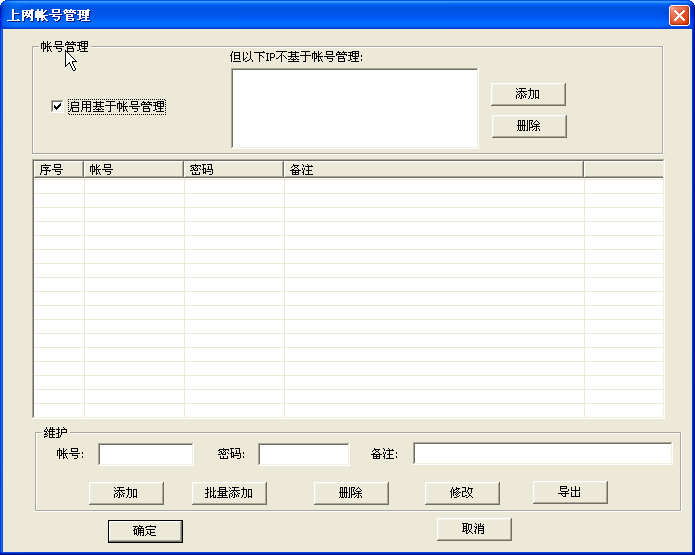 上网帐号管理
帐号管理
但以下IP不基于帐号管理:
启用基于帐号管理
添加
删除
序号 帐号 密码 备注
维护
帐号: 密码: 备注:
添加 批量添加 删除 修改 导出
确定 取消